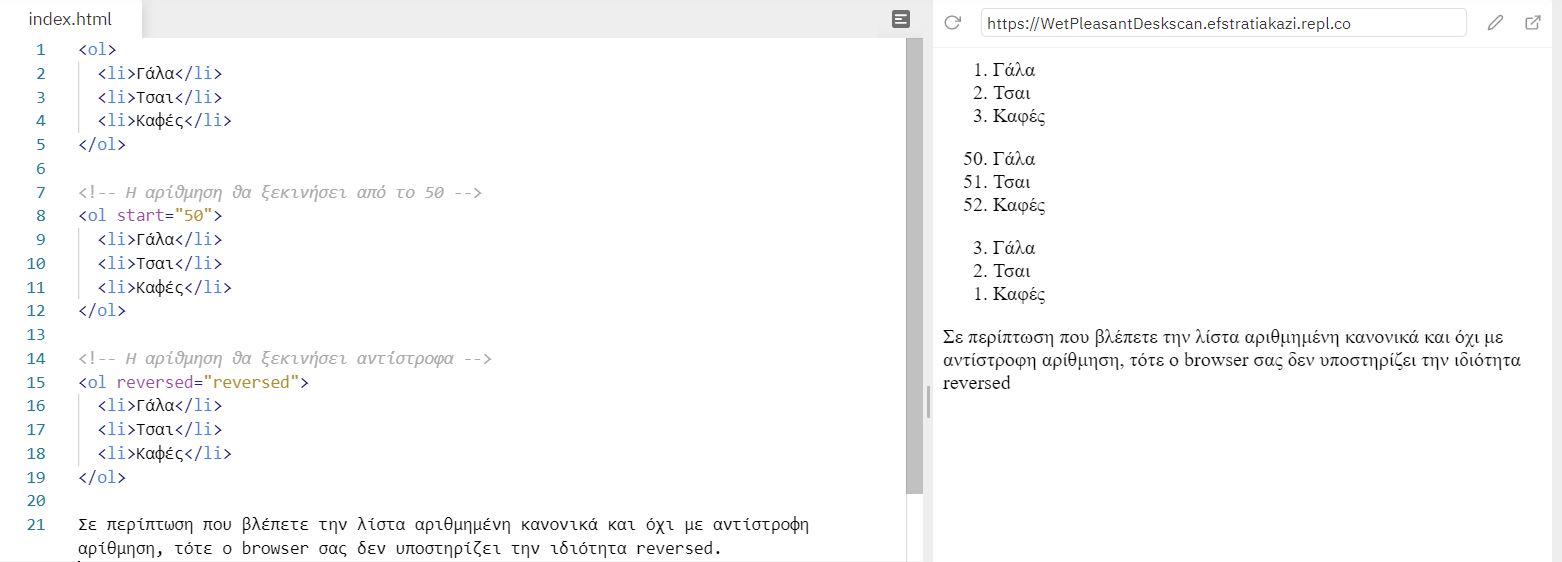 index.html
1 <ol>
2 <li>Γάλα</li>
3 <li>Τσαι</li>
4 <li>Καφές</li>
5 </ol>
6
7 <!-- Η αρίθμηση θα ξεκινήσει από το 50 -->
8 <ol start="50">
9 <li>Γάλα</li>
10 <li>Τσαι</li>
11 <li>Καφές</li>
12 </ol>
13
14 <!-- Η αρίθμηση θα ξεκινήσει αντίστροφα -->
15 <ol reversed="reversed">
16 <li>Γάλα</li>
17 <li>Τσαι</li>
18 <li>Καφές</li>
19 </ol>
20
21 Σε περίπτωση που βλέπετε την λίστα αριθμημένη κανονικά και όχι με αντίστροφη
αρίθμηση, τότε ο browser σας δεν υποστηρίζει την ιδιότητα reversed.
https://WetPleasantDeskscan.efstratiakazi.repl.co
1. Γάλα
2. Τσαι
3. Καφές
50. Γάλα
51. Τσαι
52. Καφές
3. Γάλα
2. Τσαι
1. Καφές
Σε περίπτωση που βλέπετε την λίστα αριθμημένη κανονικά και όχι με
αντίστροφη αρίθμηση, τότε ο browser σας δεν υποστηρίζει την ιδιότητα
reversed